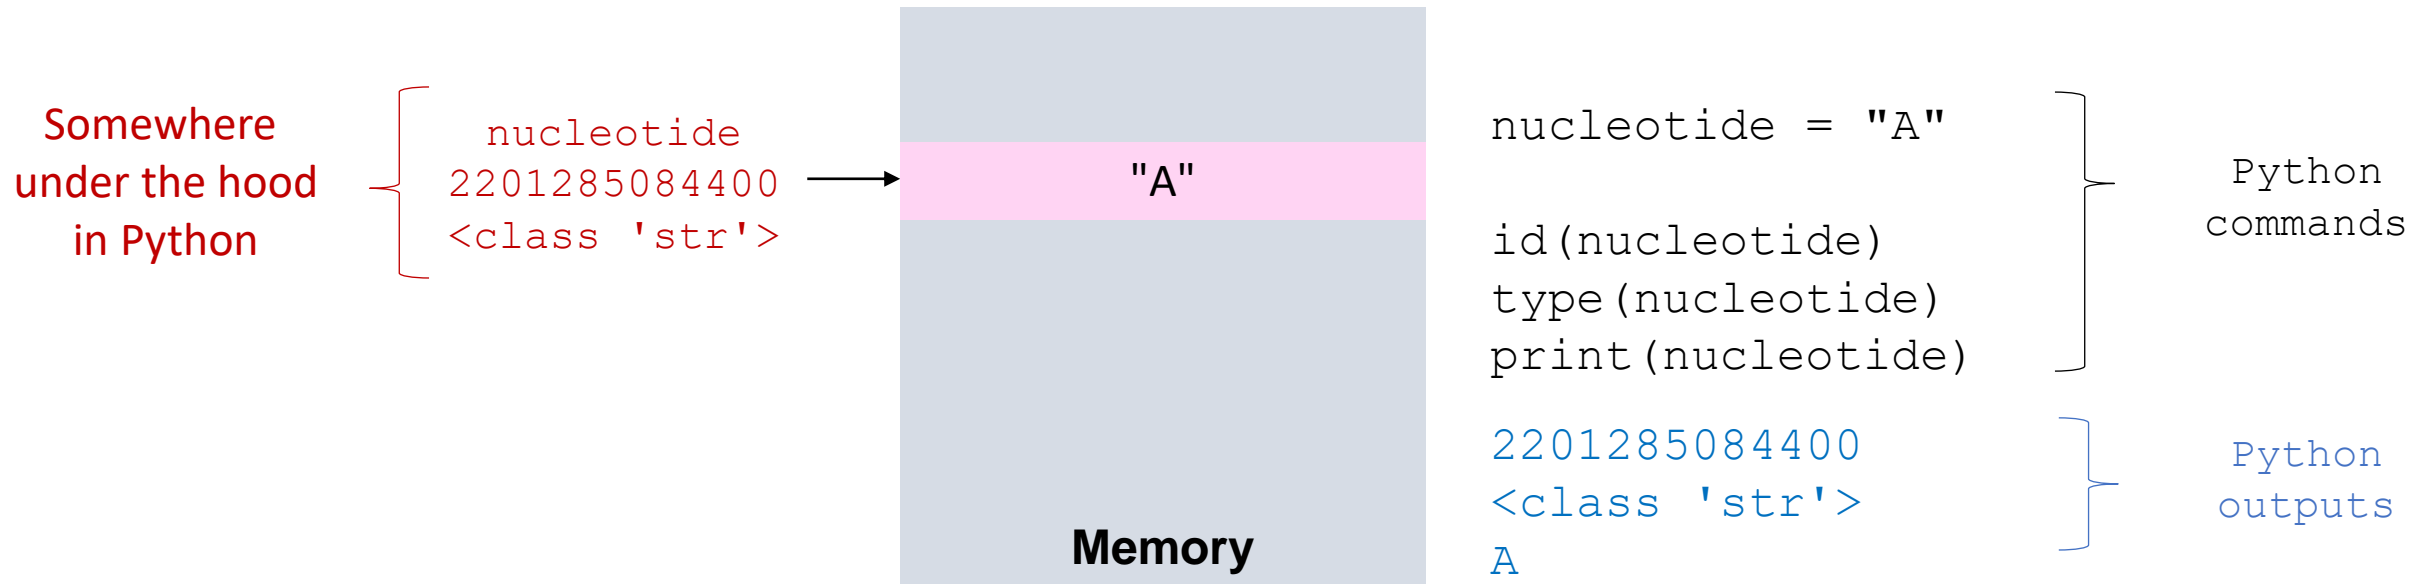 Somewhere
under the hood
in Python
nucleotide
2201285084400
<class 'str'>
"A"
Memory
nucleotide = "A"
id(nucleotide)
type(nucleotide)
print(nucleotide)
Python
commands
2201285084400
<class 'str'>
A
Python
outputs